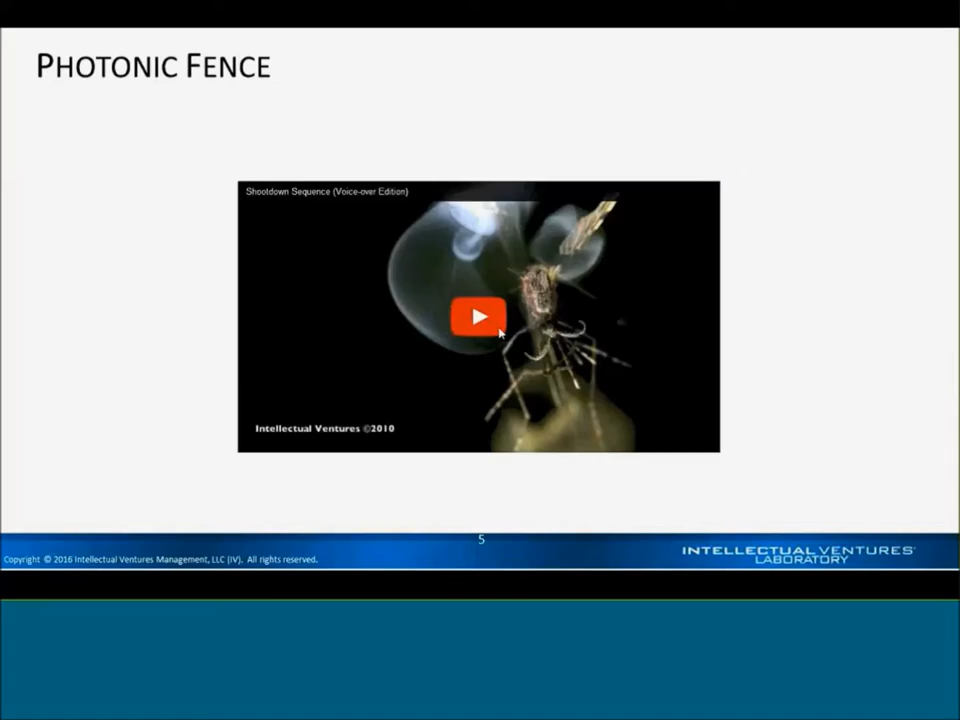 PHOTONIC FENCE
Shootdown Sequence (Voice-over Edition)
Intellectual Ventures ©2010
5
Copyright © 2016 Intellectual Ventures Management, LLC (IV). All rights reserved.
INTELLECTUAL VENTURES®
LABORATORY